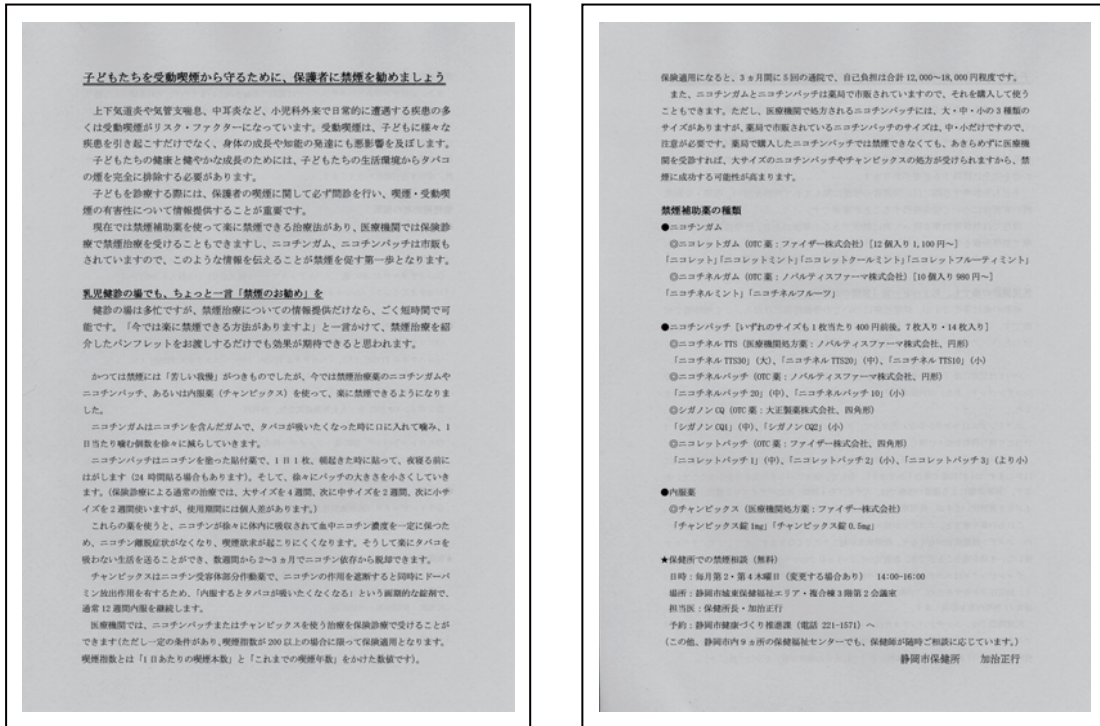 子どもたちを受動喫煙から守るために、保護者に禁煙を勧めましょう
上下気道炎や気管支喘息、中耳炎など、小児科外来で日常的に遭遇する疾患の多
くは受動喫煙がリスク・ファクターになっています。受動喫煙は、子どもに様々な
疾患を引き起こすだけでなく、身体の成長や知能の発達にも悪影響を及ぼします。
子どもたちの健康と健やかな成長のためには、子どもたちの生活環境からタバコ
の煙を完全に排除する必要があります。
子どもを診療する際には、保護者の喫煙に関して必ず問診を行い、喫煙・受動喫
煙の有害性について情報提供することが重要です。
現在では禁煙補助薬を使って楽に禁煙できる治療法があり、医療機関では保険診
療で禁煙治療を受けることもできますし、ニコチンガム、ニコチンパッチは市販も
されていますので、このような情報を伝えることが禁煙を促す第一歩となります。
乳児健診の場でも、ちょっと一言「禁煙のお勧め」を
健診の場は多忙ですが、禁煙治療についての情報提供だけなら、ごく短時間で可
能です。「今では楽に禁煙できる方法がありますよ」と一言かけて、禁煙治療を紹
介したパンフレットをお渡しするだけでも効果が期待できると思われます。
かつては禁煙には「苦しい我慢」がつきものでしたが、今では禁煙治療薬のニコチンガムや
ニコチンパッチ、あるいは内服薬(チャンピックス)を使って、楽に禁煙できるようになりま
した。
ニコチンガムはニコチンを含んだガムで、タバコが吸いたくなった時に口に入れて噛み、1
日当たり噛む個数を徐々に減らしていきます。
ニコチンパッチはニコチンを塗った貼付薬で、1日1枚、朝起きた時に貼って、夜寝る前に
はがします(24 時間貼る場合もあります)。そして、徐々にパッチの大きさを小さくしていき
ます。(保険診療による通常の治療では、大サイズを4週間、次に中サイズを2週間、次に小サ
イズを2週間使いますが、使用期間には個人差があります。)
これらの薬を使うと、ニコチンが徐々に体内に吸収されて血中ニコチン濃度を一定に保つた
め、ニコチン離脱症状がなくなり、喫煙欲求が起こりにくくなります。そうして楽にタバコを
吸わない生活を送ることができ、数週間から2~3ヵ月でニコチン依存から脱却できます。
チャンピックスはニコチン受容体部分作動薬で、ニコチンの作用を遮断すると同時にドーパ
ミン放出作用を有するため、「内服するとタバコが吸いたくなくなる」という画期的な錠剤で、
通常12週間内服を継続します。
医療機関では、ニコチンパッチまたはチャンピックスを使う治療を保険診療で受けることが
できます(ただし一定の条件があり、喫煙指数が200以上の場合に限って保険適用となります。
喫煙指数とは「1日あたりの喫煙本数」と「これまでの喫煙年数」をかけた数値です)。
保険適用になると、3ヵ月間に5回の通院で、自己負担は合計12,000~18,000円程度です。
また、ニコチンガムとニコチンパッチは薬局で市販されていますので、それを購入して使う
こともできます。ただし、医療機関で処方されるニコチンパッチには、大・中・小の3種類の
サイズがありますが、薬局で市販されているニコチンパッチのサイズは、中・小だけですので、
注意が必要です。薬局で購入したニコチンパッチでは禁煙できなくても、あきらめずに医療機
関を受診すれば、大サイズのニコチンパッチやチャンピックスの処方が受けられますから、禁
煙に成功する可能性が高まります。
禁煙補助薬の種類
●ニコチンガム
◎ニコレットガム(OTC薬:ファイザー株式会社)[12個入り1,100円~]
「ニコレット」「ニコレットミント」「ニコレットクールミント」「ニコレットフルーティミント」
◎ニコチネルガム(OTC薬:ノバルティスファーマ株式会社)[10個入り980円~]
「ニコチネルミント」「ニコチネルフルーツ」
●ニコチンパッチ[いずれのサイズも1枚当たり400円前後。7枚入り・14枚入り]
◎ニコチネルTTS(医療機関処方薬:ノバルティスファーマ株式会社、円形)
「ニコチネルTTS30」(大)、「ニコチネルTTS20」(中)、「ニコチネルTTS10」(小)
◎ニコチネルパッチ(OTC薬:ノバルティスファーマ株式会社、円形)
「ニコチネルパッチ20」(中)、「ニコチネルパッチ10」(小)
◎シガノンCQ(OTC薬:大正製薬株式会社、四角形)
「シガノンCQ1」(中)、「シガノンCQ2」(小)
◎ニコレットパッチ(OTC薬:ファイザー株式会社、四角形)
「ニコレットパッチ1」(中)、「ニコレットパッチ2」(小)、「ニコレットパッチ3」(より小)
●内服薬
◎チャンピックス(医療機関処方薬:ファイザー株式会社)
「チャンピックス錠1mg」「チャンピックス錠0.5mg」
★保健所での禁煙相談(無料)
日時:毎月第2・第4木曜日(変更する場合あり) 14:00-16:00
場所:静岡市城東保健福祉エリア・複合棟3階第2会議室
担当医:保健所長・加治正行
予約:静岡市健康づくり推進課(電話 221-1571)へ
(この他、静岡市内9ヵ所の保健福祉センターでも、保健師が随時ご相談に応じています。)
静岡市保健所 加治正行